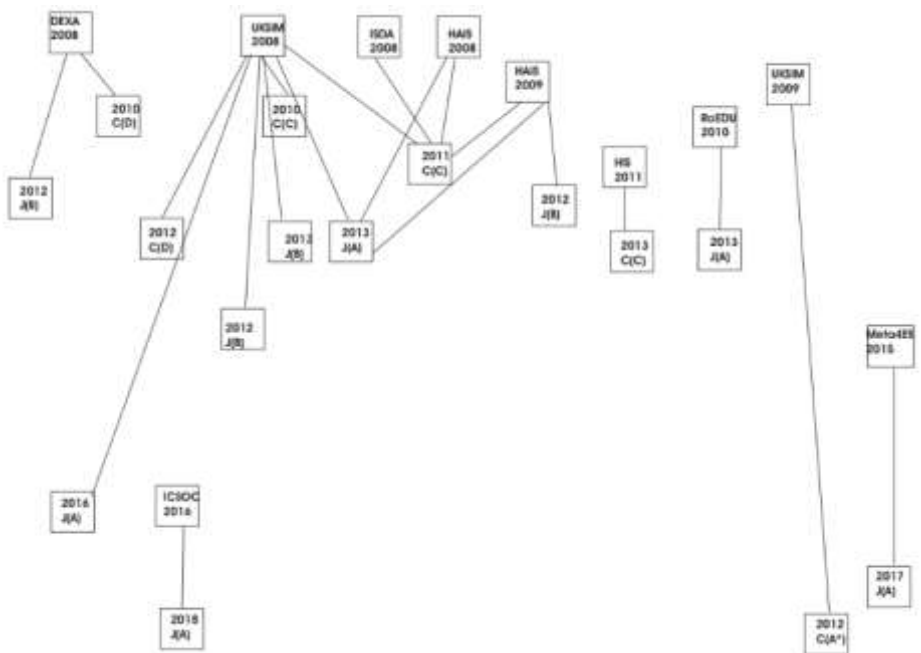 DEXA
2008
UKSIM
2008
ISDA
2008
HAIS
2008
HAIS
2009
UKSIM
2009
2010
C(D)
2010
C(C)
RoEDU
2010
2011
C(C)
HIS
2011
2012
J(B)
2012
C(D)
2013
J(B)
2013
J(A)
2012
J(B)
2013
C(C)
2013
J(A)
2012
J(B)
Meta4ES
2015
2016
J(A)
ICSOC
2016
2017
J(A)
2018
J(A)
2012
C(A*)